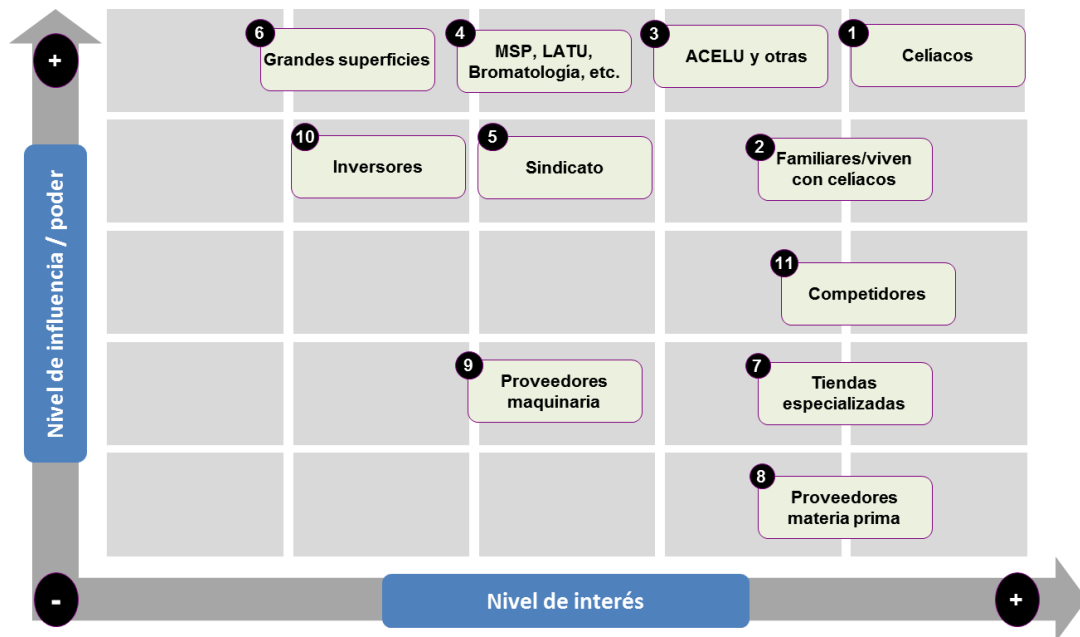 +
Nivel de influencia / poder
6
Grandes superficies
4
MSP, LATU,
Bromatología, etc.
3
ACELU y otras
1
Celíacos
10
Inversores
5
Sindicato
2
Familiares/viven
con celíacos
11
Competidores
9
Proveedores
maquinaria
7
Tiendas
especializadas
8
Proveedores
materia prima
-
Nivel de interés
+